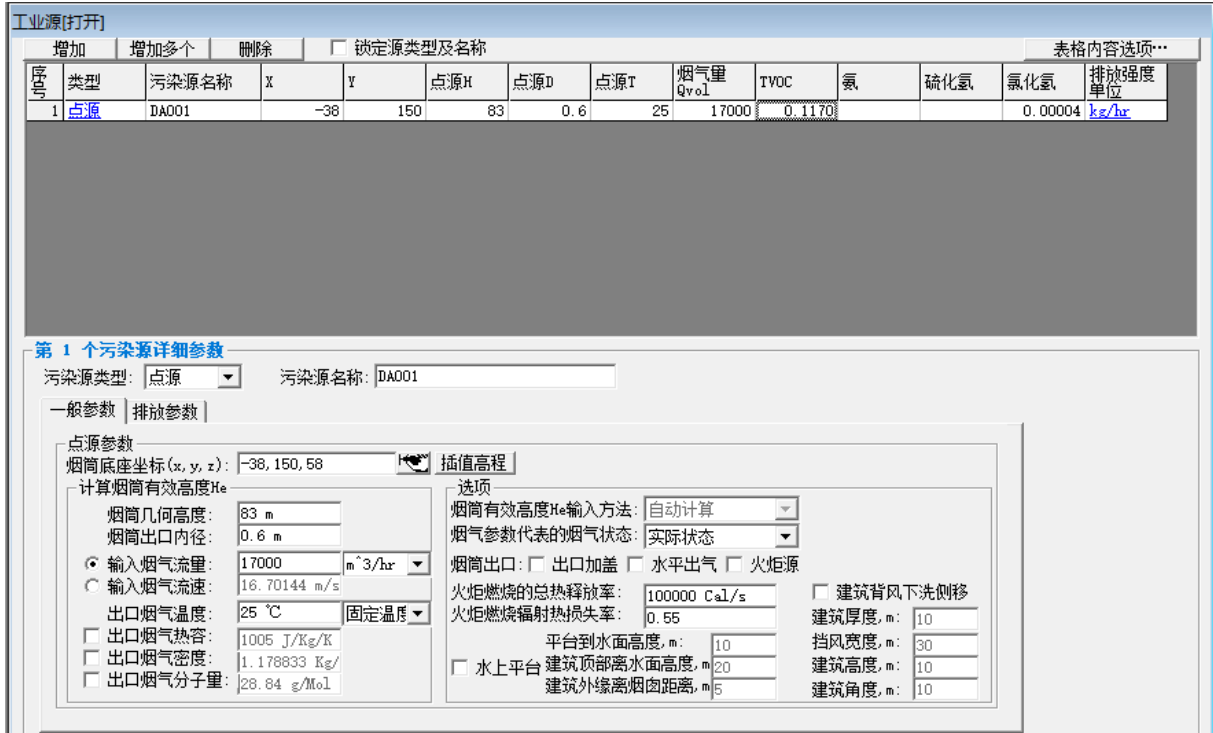 工业源[打开]
增加 增加多个 删除 锁定源类型及名称 表格内容选项…
序号 类型 污染源名称 X Y 点源H 点源D 点源T 烟气量Qvol TVOC 氨 硫化氢 氯化氢 排放强度单位
1 点源 DA001 -38 150 83 0.6 25 17000 0.1170 0.00004 kg/hr
第 1 个污染源详细参数
污染源类型: 点源 污染源名称: DA001
一般参数 排放参数
点源参数
烟筒底座坐标(x,y,z): -38,150,58 插值高程
计算烟筒有效高度He
烟筒几何高度: 83 m
烟筒出口内径: 0.6 m
输入烟气流量: 17000 m^3/hr
输入烟气流速: 16.70144 m/s
出口烟气温度: 25 ℃ 固定温度
出口烟气热容: 1005 J/Kg/K
出口烟气密度: 1.178833 Kg/
出口烟气分子量: 28.84 g/Mol
选项
烟筒有效高度He输入方法: 自动计算
烟气参数代表的烟气状态: 实际状态
烟筒出口: 出口加盖 水平出气 火炬源
火炬燃烧的总热释放率: 100000 Cal/s
火炬燃烧辐射热损失率: 0.55
水上平台
平台到水面高度,m: 10
建筑顶部离水面高度,m 20
建筑外缘离烟囱距离,m 5
建筑背风下洗侧移
建筑厚度,m: 10
挡风宽度,m: 30
建筑高度,m: 10
建筑角度,m: 10